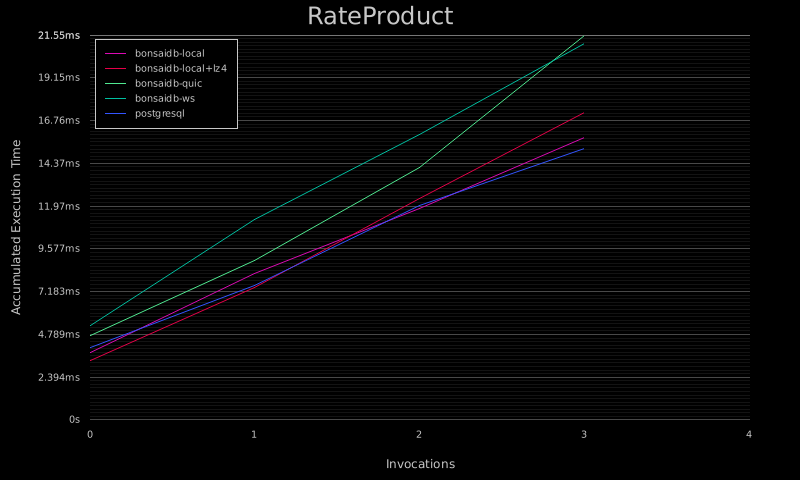 RateProduct
21.55ms
19.15ms
16.76ms
14.37ms
11.97ms
9.577ms
7.183ms
4.789ms
2.394ms
0s
Accumulated Execution Time
bonsaidb-local
bonsaidb-local+lz4
bonsaidb-quic
bonsaidb-ws
postgresql
0 1 2 3 4
Invocations